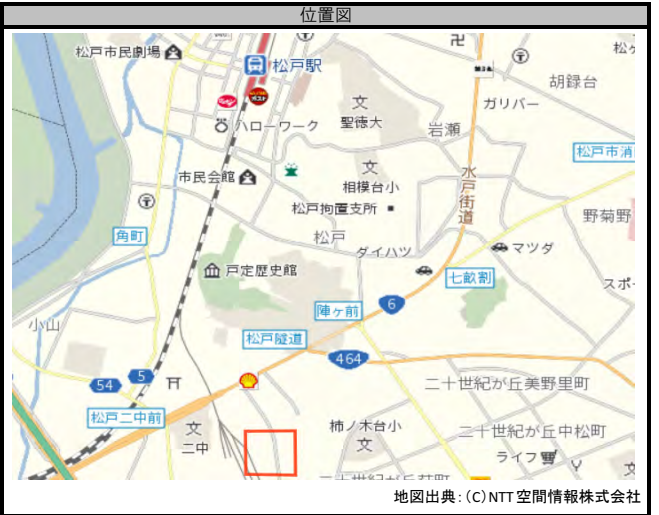 位置図
松戸市民劇場
松戸駅
卍
胡録台
ガリバー
文
聖徳大
ハローワーク
岩瀬
松戸市消
市民会館
文
相模台小
水戸街道
松戸拘置支所
野菊野
角町
松戸
ダイハツ
マツダ
戸定歴史館
七畝割
スポー
陣ヶ前
6
小山
松戸隧道
464
5
54
二十世紀が丘美野里町
松戸二中前
文
二中
柿ノ木台小
文
二十世紀が丘中松町
ライフ
文
地図出典：(C)NTT空間情報株式会社